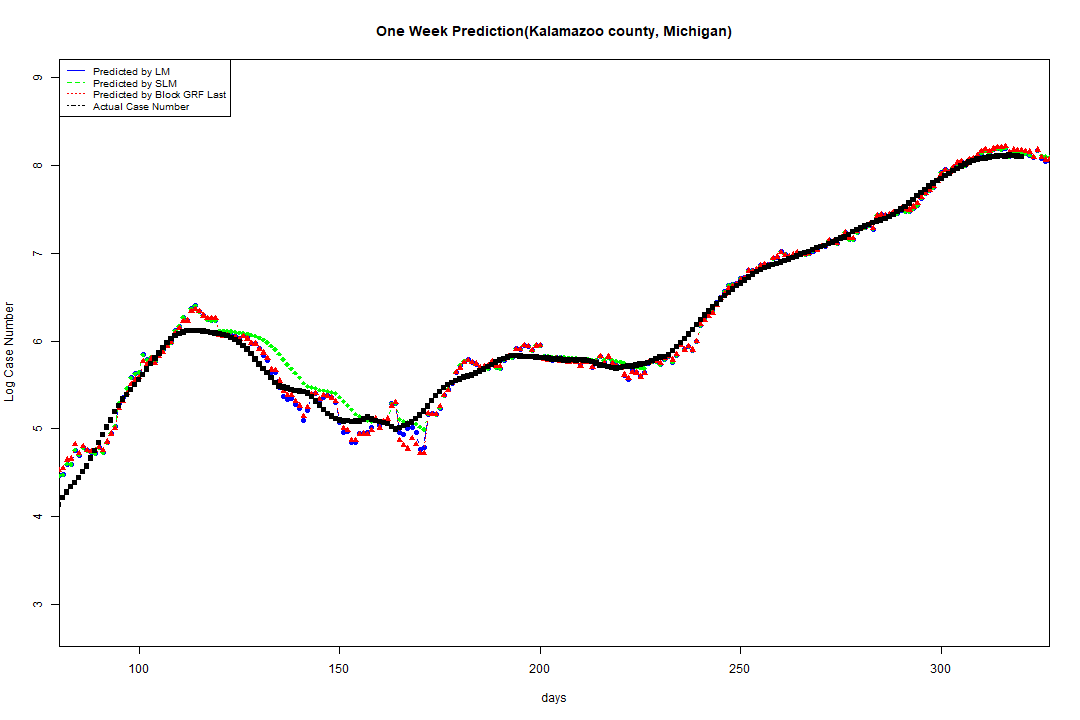 One Week Prediction(Kalamazoo county, Michigan)
Predicted by LM
Predicted by SLM
Predicted by Block GRF Last
Actual Case Number
9
8
7
6
5
4
3
Log Case Number
100 150 200 250 300
days